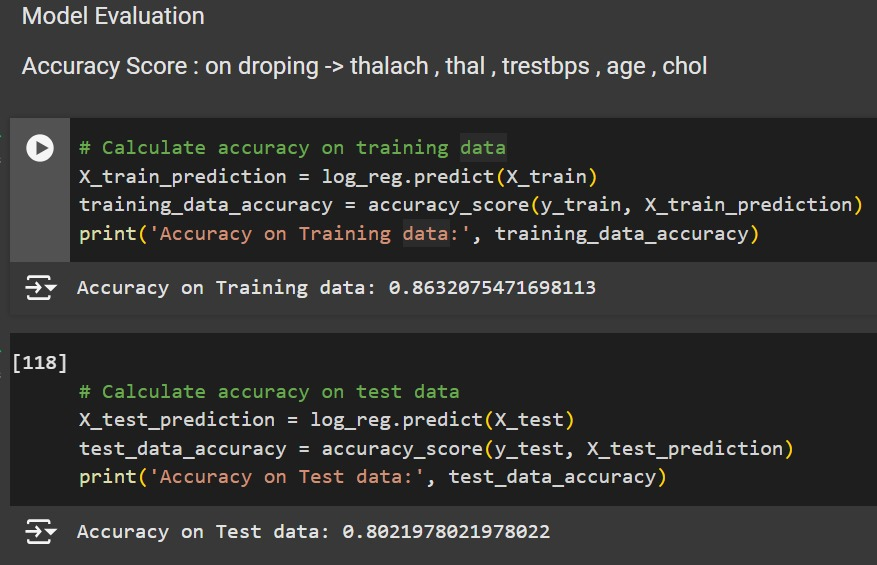 Model Evaluation
Accuracy Score : on droping -> thalach , thal , trestbps , age , chol
# Calculate accuracy on training data
X_train_prediction = log_reg.predict(X_train)
training_data_accuracy = accuracy_score(y_train, X_train_prediction)
print('Accuracy on Training data:', training_data_accuracy)
Accuracy on Training data: 0.8632075471698113
[118]
# Calculate accuracy on test data
X_test_prediction = log_reg.predict(X_test)
test_data_accuracy = accuracy_score(y_test, X_test_prediction)
print('Accuracy on Test data:', test_data_accuracy)
Accuracy on Test data: 0.8021978021978022